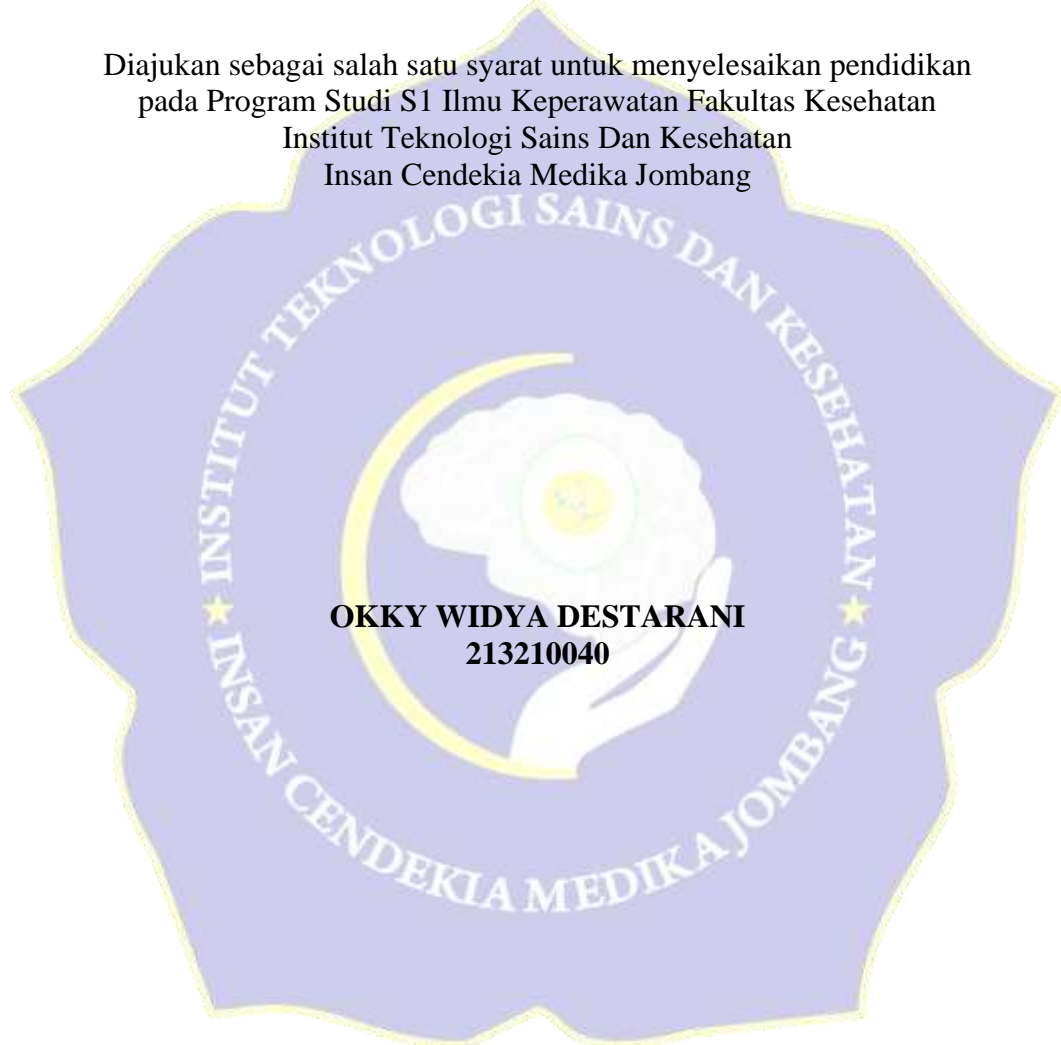 Diajukan sebagai salah satu syarat untuk menyelesaikan pendidikan
pada Program Studi S1 Ilmu Keperawatan Fakultas Kesehatan
Institut Teknologi Sains Dan Kesehatan
Insan Cendekia Medika Jombang
INSTITUT TEKNOLOGI SAINS DAN KESEHATAN
OKKY WIDYA DESTARANI
213210040
★ INSAN CENDEKIA MEDIKA JOMBANG ★